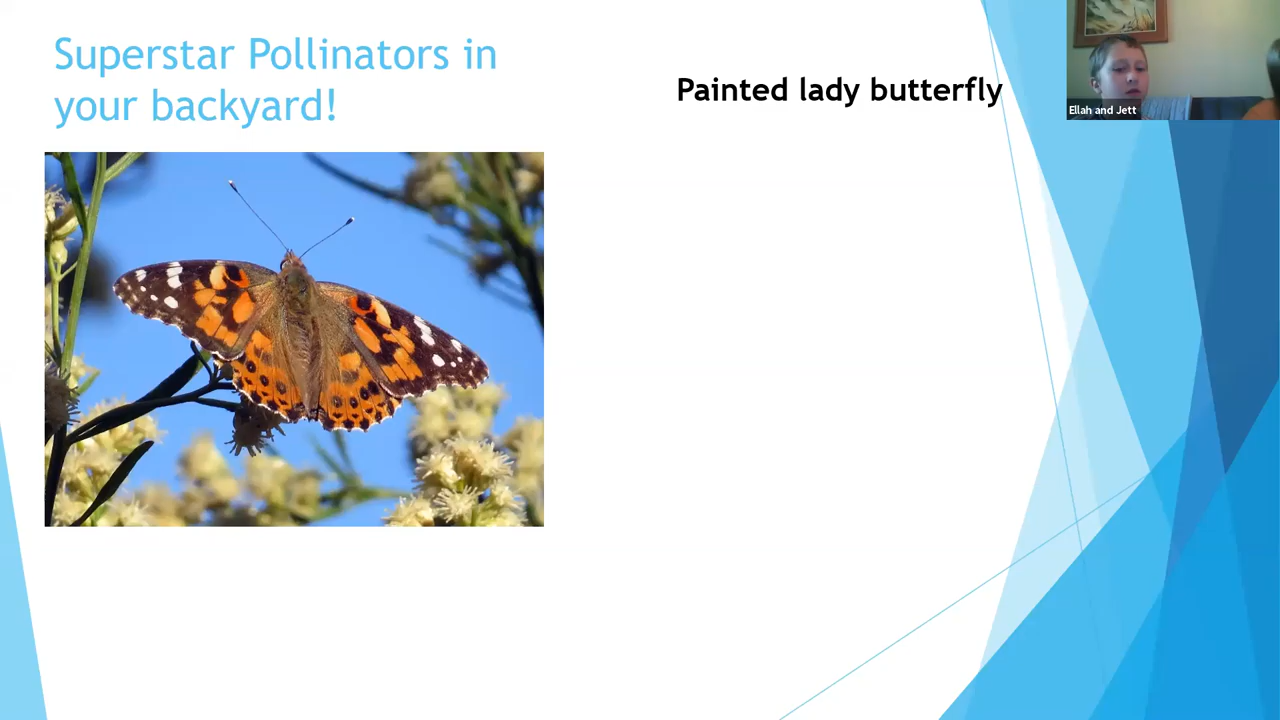 Superstar Pollinators in
your backyard!
Painted lady butterfly
Ellah and Jett